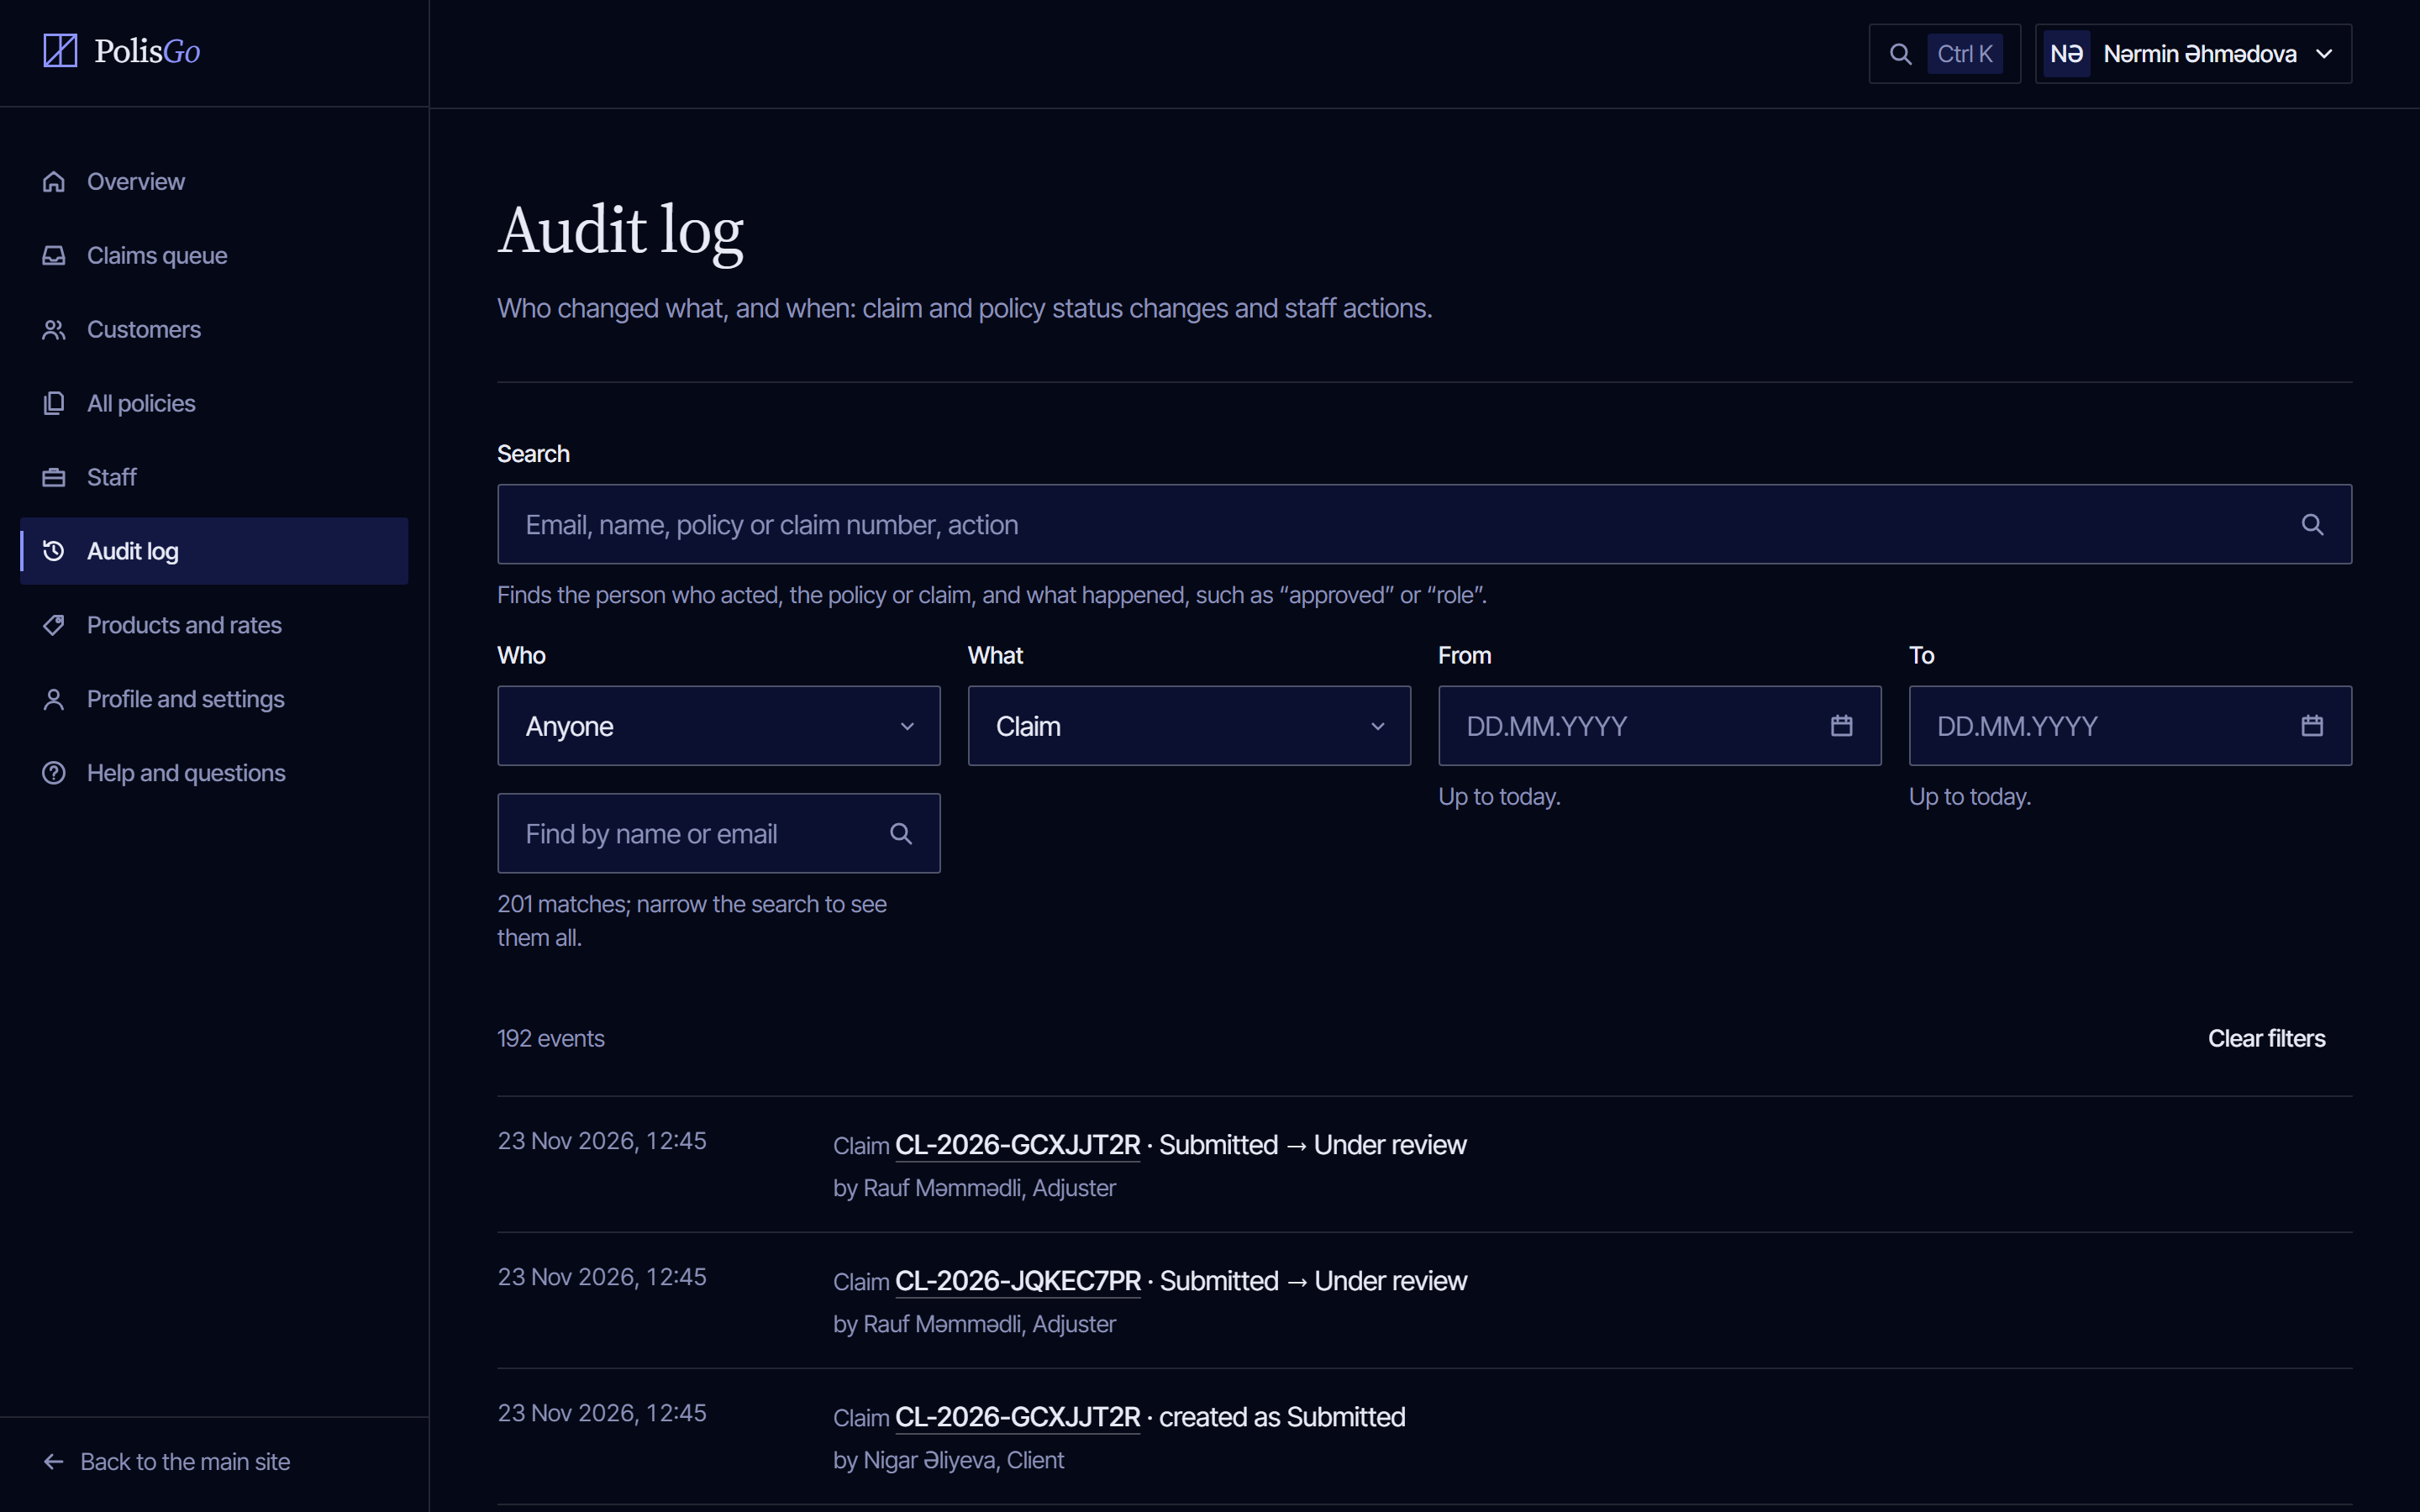 PolisGo
Ctrl K
NƏ Nərmin Əhmədova
Overview
Claims queue
Customers
All policies
Staff
Audit log
Products and rates
Profile and settings
Help and questions
Back to the main site
Audit log
Who changed what, and when: claim and policy status changes and staff actions.
Search
Email, name, policy or claim number, action
Finds the person who acted, the policy or claim, and what happened, such as “approved” or “role”.
Who
What
From
To
Anyone
Claim
DD.MM.YYYY
DD.MM.YYYY
Up to today.
Up to today.
Find by name or email
201 matches; narrow the search to see
them all.
192 events
Clear filters
23 Nov 2026, 12:45
Claim CL-2026-GCXJJT2R · Submitted → Under review
by Rauf Məmmədli, Adjuster
23 Nov 2026, 12:45
Claim CL-2026-JQKEC7PR · Submitted → Under review
by Rauf Məmmədli, Adjuster
23 Nov 2026, 12:45
Claim CL-2026-GCXJJT2R · created as Submitted
by Nigar Əliyeva, Client